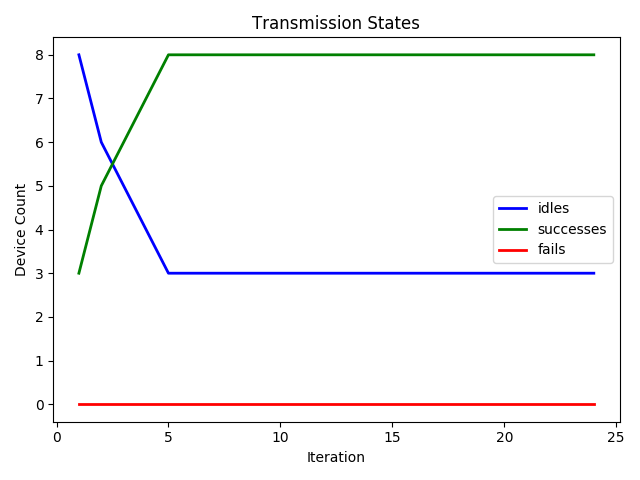 Transmission States
Device Count
8
7
6
5
4
3
2
1
0
idles
successes
fails
0 5 10 15 20 25
Iteration